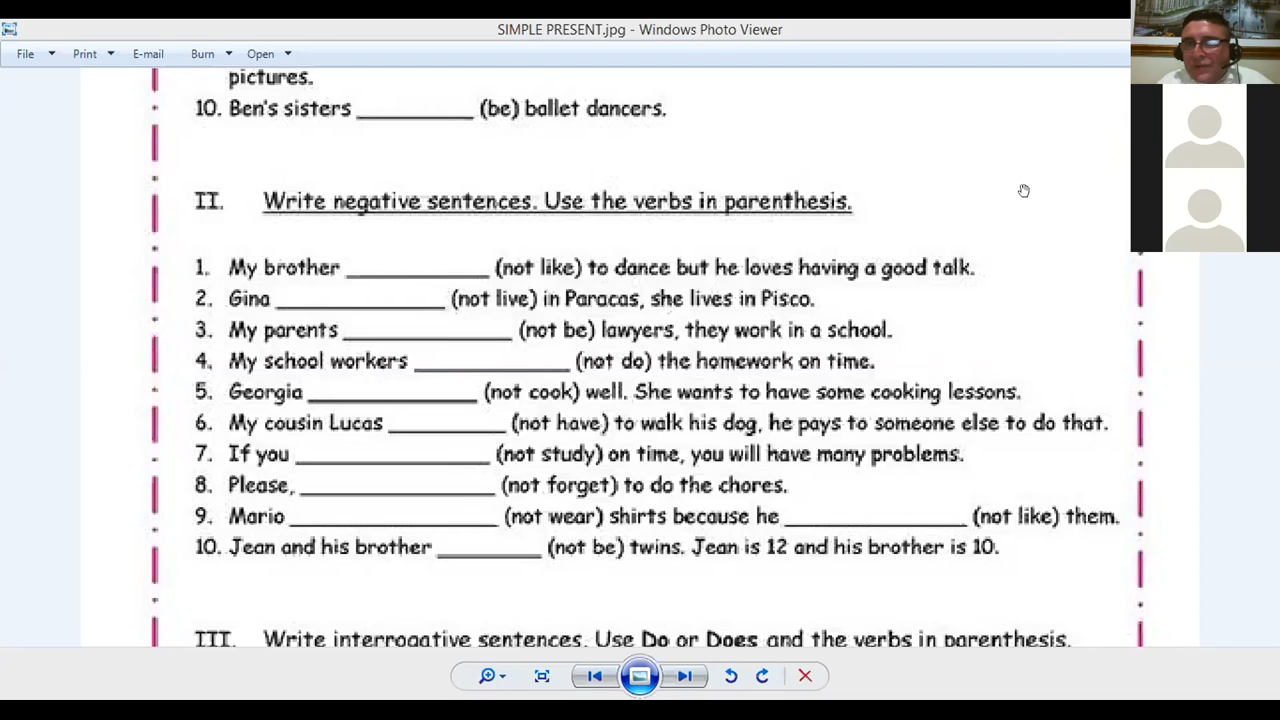 SIMPLE PRESENT.jpg - Windows Photo Viewer
File Print E-mail Burn Open
pictures.
10. Ben's sisters __________ (be) ballet dancers.
II. Write negative sentences. Use the verbs in parenthesis.
1. My brother ____________ (not like) to dance but he loves having a good talk.
2. Gina ______________ (not live) in Paracas, she lives in Pisco.
3. My parents ______________ (not be) lawyers, they work in a school.
4. My school workers _____________ (not do) the homework on time.
5. Georgia ______________ (not cook) well. She wants to have some cooking lessons.
6. My cousin Lucas __________ (not have) to walk his dog, he pays to someone else to do that.
7. If you ________________ (not study) on time, you will have many problems.
8. Please, ________________ (not forget) to do the chores.
9. Mario _________________ (not wear) shirts because he _______________ (not like) them.
10. Jean and his brother _________ (not be) twins. Jean is 12 and his brother is 10.
III. Write interrogative sentences. Use Do or Does and the verbs in parenthesis.